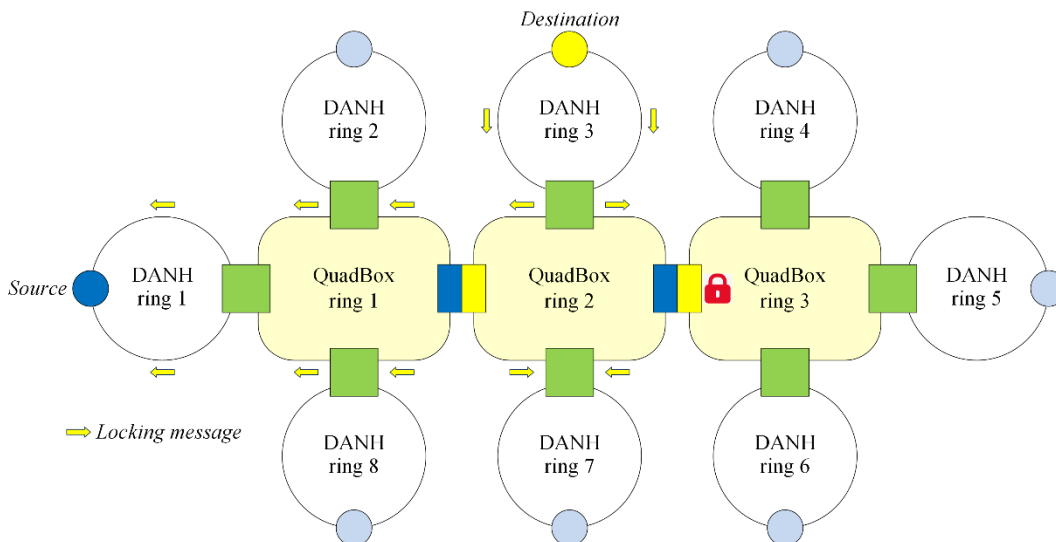 Destination
DANH
ring 2
DANH
ring 3
DANH
ring 4
Source
DANH
ring 1
QuadBox
ring 1
QuadBox
ring 2
QuadBox
ring 3
DANH
ring 5
Locking message
DANH
ring 8
DANH
ring 7
DANH
ring 6